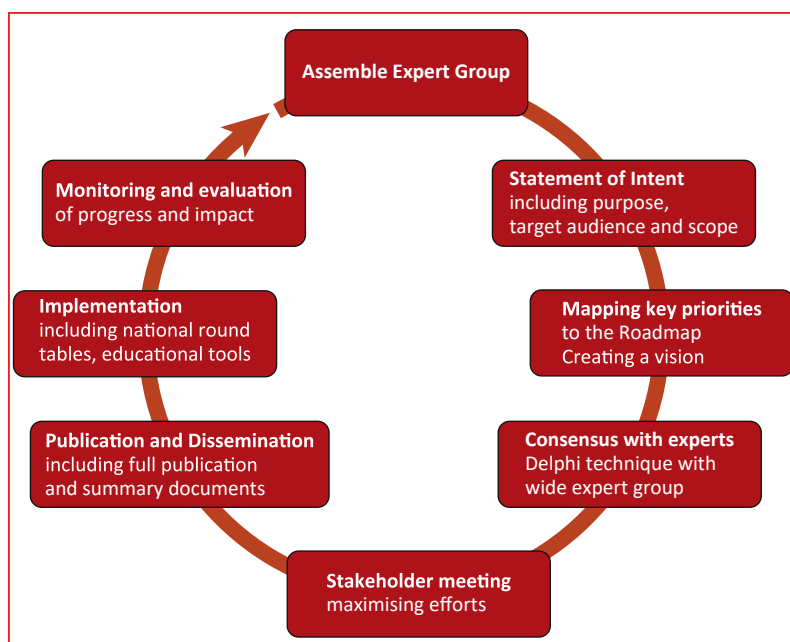 Assemble Expert Group
Statement of Intent
including purpose,
target audience and scope
Mapping key priorities
to the Roadmap
Creating a vision
Consensus with experts
Delphi technique with
wide expert group
Stakeholder meeting
maximising efforts
Publication and Dissemination
including full publication
and summary documents
Implementation
including national round
tables, educational tools
Monitoring and evaluation
of progress and impact